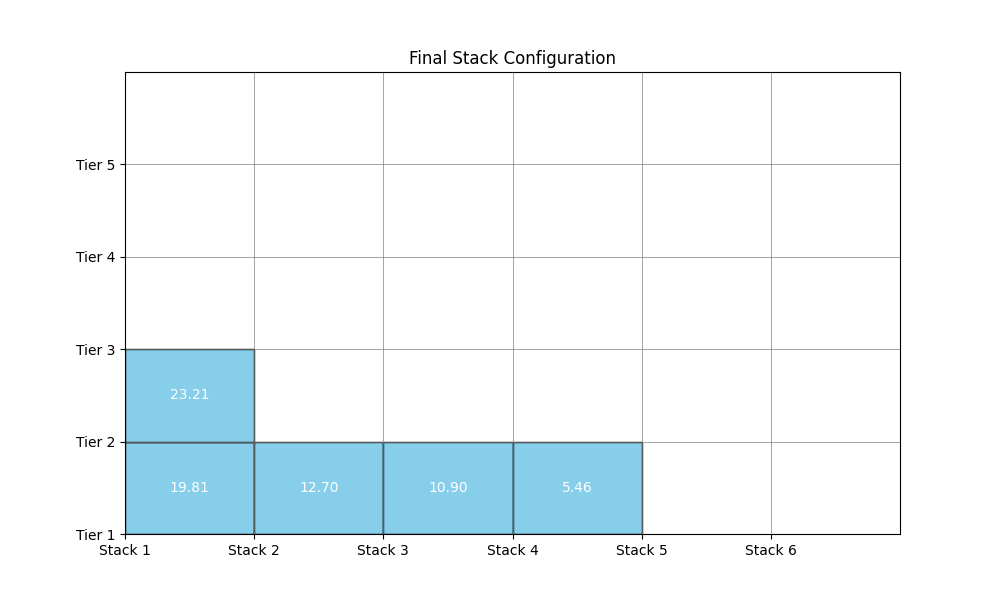 Final Stack Configuration
Tier 5
Tier 4
Tier 3
23.21
Tier 2
19.81 12.70 10.90 5.46
Tier 1
Stack 1 Stack 2 Stack 3 Stack 4 Stack 5 Stack 6